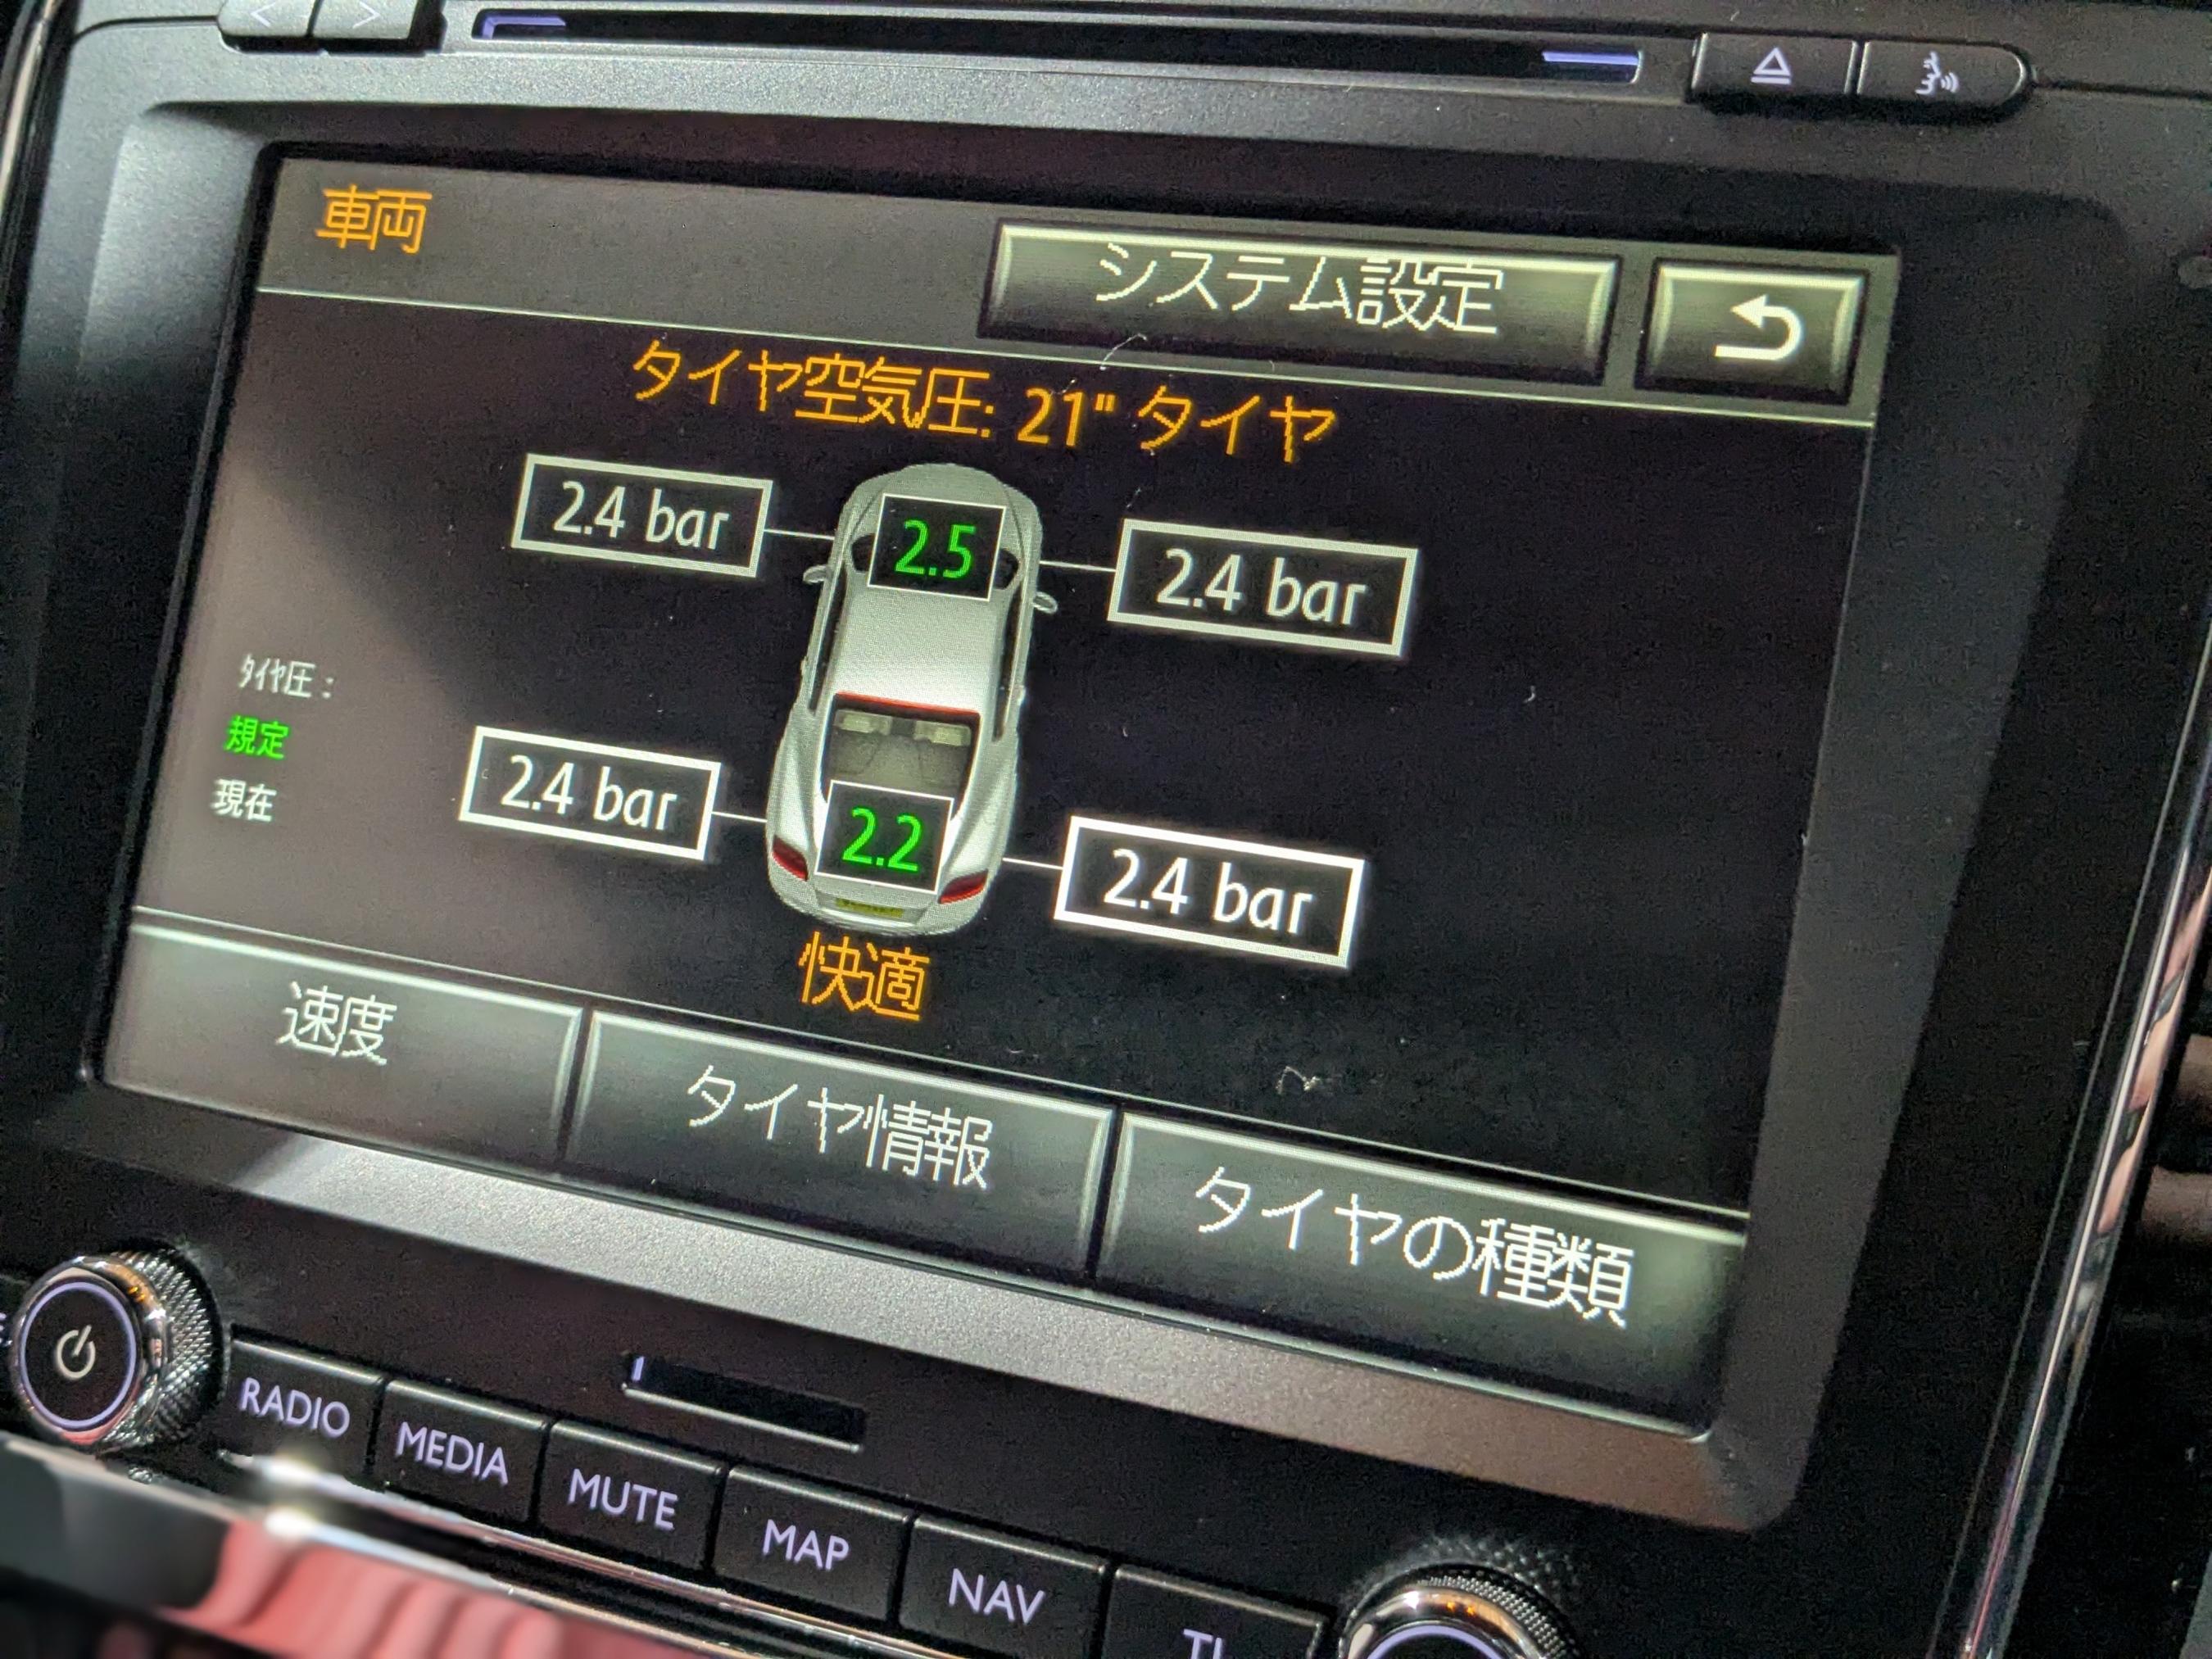 車両
システム設定
タイヤ空気圧: 21" タイヤ
2.4 bar
2.5
2.4 bar
タイヤ圧:
規定
現在
2.4 bar
2.2
2.4 bar
快適
速度
タイヤ情報
タイヤの種類
RADIO
MEDIA
MUTE
MAP
NAV